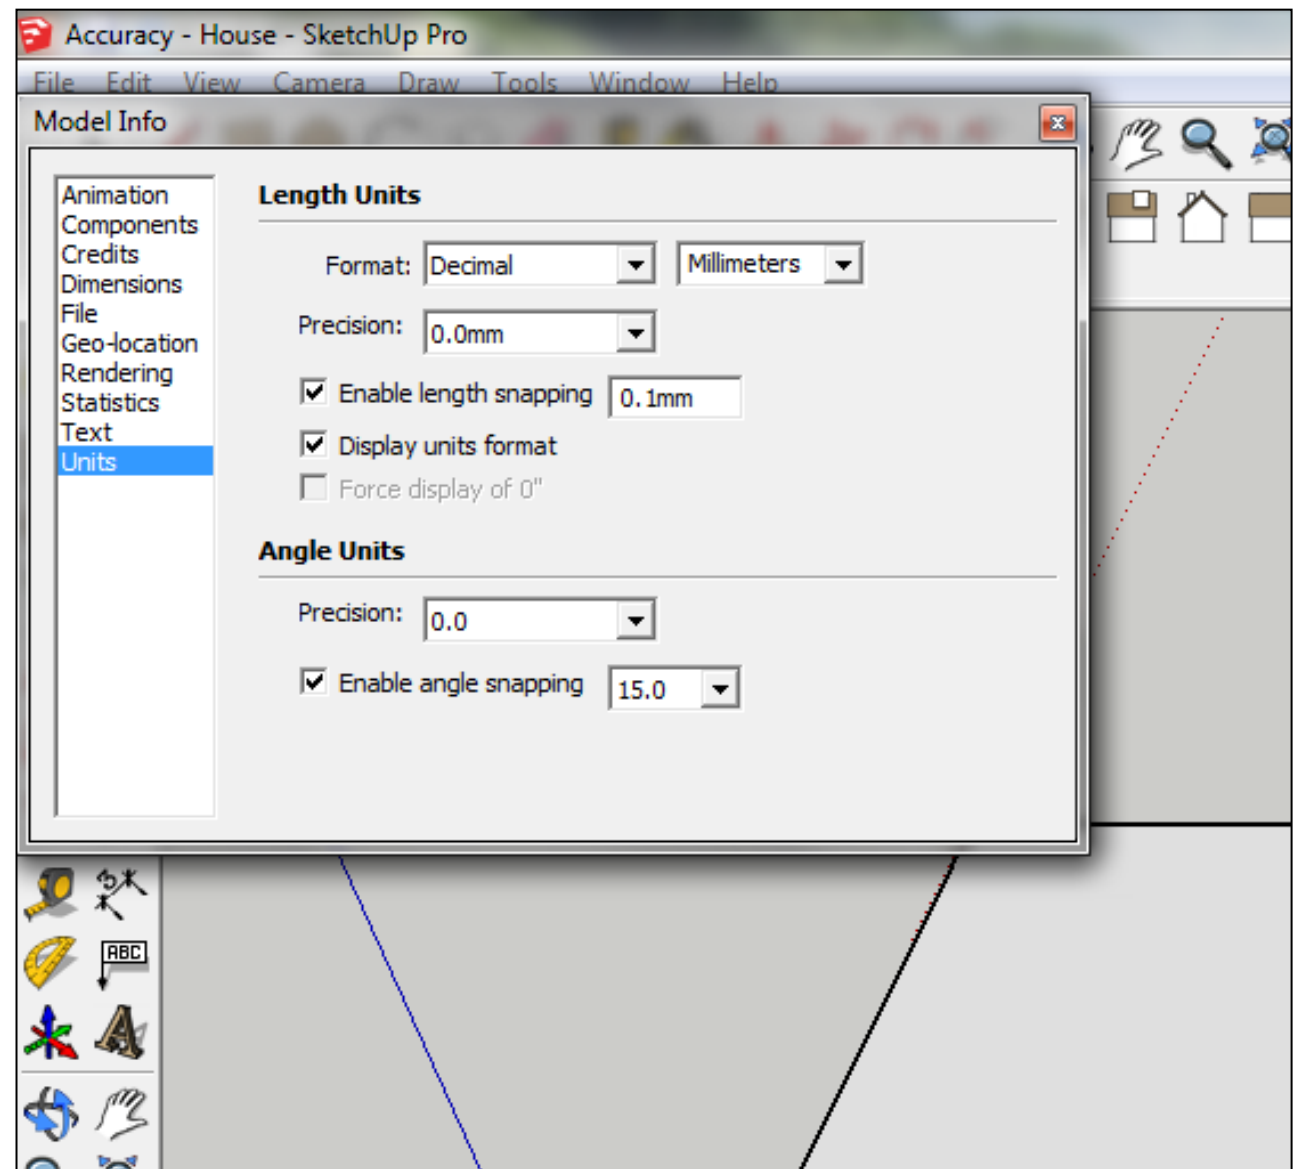 Accuracy - House - SketchUp Pro
File Edit View Camera Draw Tools Window Help
Model Info
Animation
Components
Credits
Dimensions
File
Geo-location
Rendering
Statistics
Text
Units
Length Units
Format: Decimal Millimeters
Precision: 0.0mm
Enable length snapping 0.1mm
Display units format
Force display of 0"
Angle Units
Precision: 0.0
Enable angle snapping 15.0
ABC
A